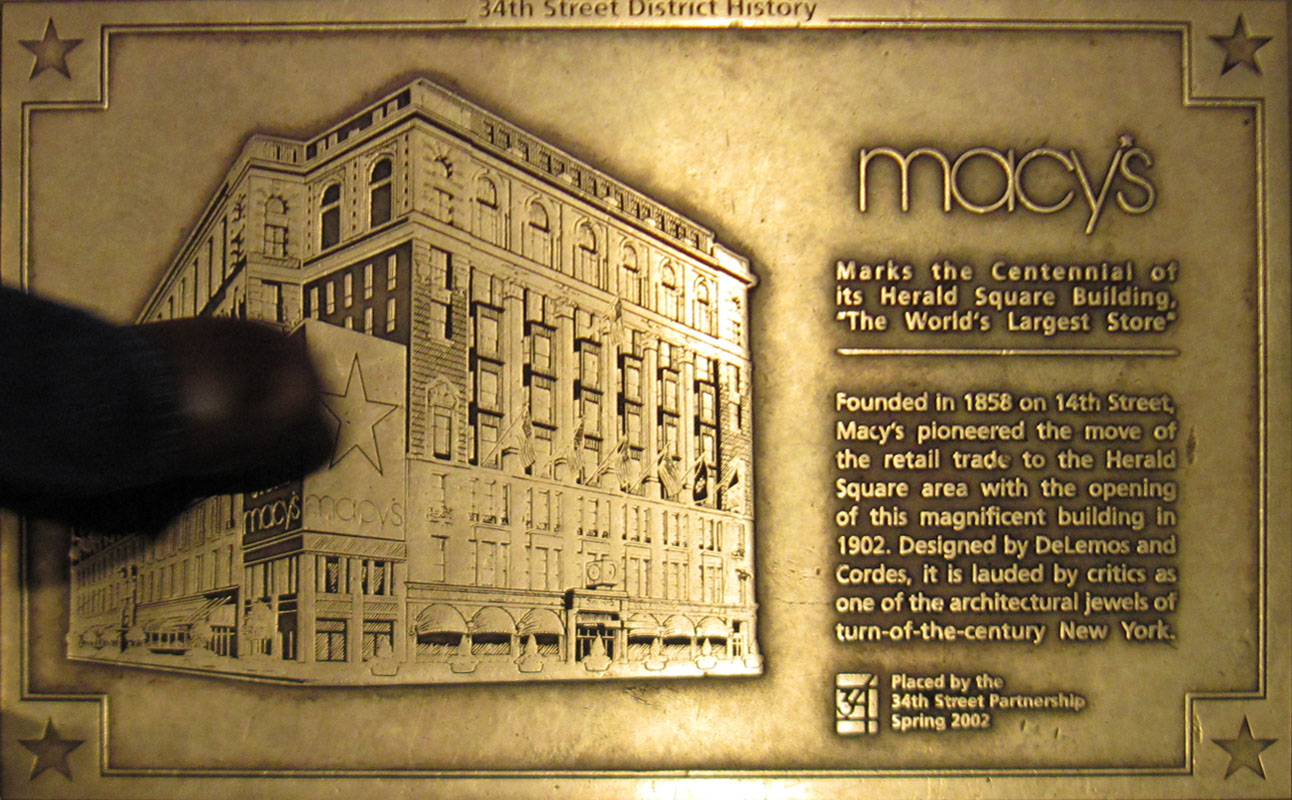 34th Street District History
macy's
Marks the Centennial of
its Herald Square Building,
"The World's Largest Store"
Founded in 1858 on 14th Street,
Macy's pioneered the move of
the retail trade to the Herald
Square area with the opening
of this magnificent building in
1902. Designed by DeLemos and
Cordes, it is lauded by critics as
one of the architectural jewels of
turn-of-the-century New York.
34
Placed by the
34th Street Partnership
Spring 2002
macy's macy's